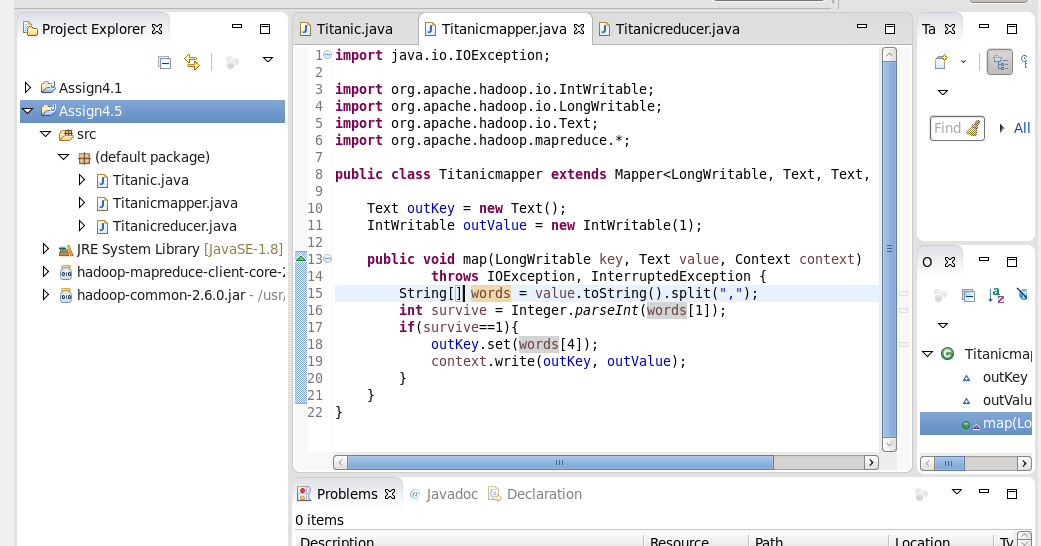 Project Explorer
Assign4.1
Assign4.5
src
(default package)
Titanic.java
Titanicmapper.java
Titanicreducer.java
JRE System Library [JavaSE-1.8]
hadoop-mapreduce-client-core-2
hadoop-common-2.6.0.jar - /usr/
Titanic.java Titanicmapper.java Titanicreducer.java
1 import java.io.IOException;
2
3 import org.apache.hadoop.io.IntWritable;
4 import org.apache.hadoop.io.LongWritable;
5 import org.apache.hadoop.io.Text;
6 import org.apache.hadoop.mapreduce.*;
7
8 public class Titanicmapper extends Mapper<LongWritable, Text, Text,
9
10 Text outKey = new Text();
11 IntWritable outValue = new IntWritable(1);
12
13 public void map(LongWritable key, Text value, Context context)
14 throws IOException, InterruptedException {
15 String[] words = value.toString().split(",");
16 int survive = Integer.parseInt(words[1]);
17 if(survive==1){
18 outKey.set(words[4]);
19 context.write(outKey, outValue);
20 }
21 }
22 }
Ta
Find
All
O
Titanicma
outKey
outValu
map(Lo
Problems @ Javadoc Declaration
0 items
Description Resource Path Location Ty